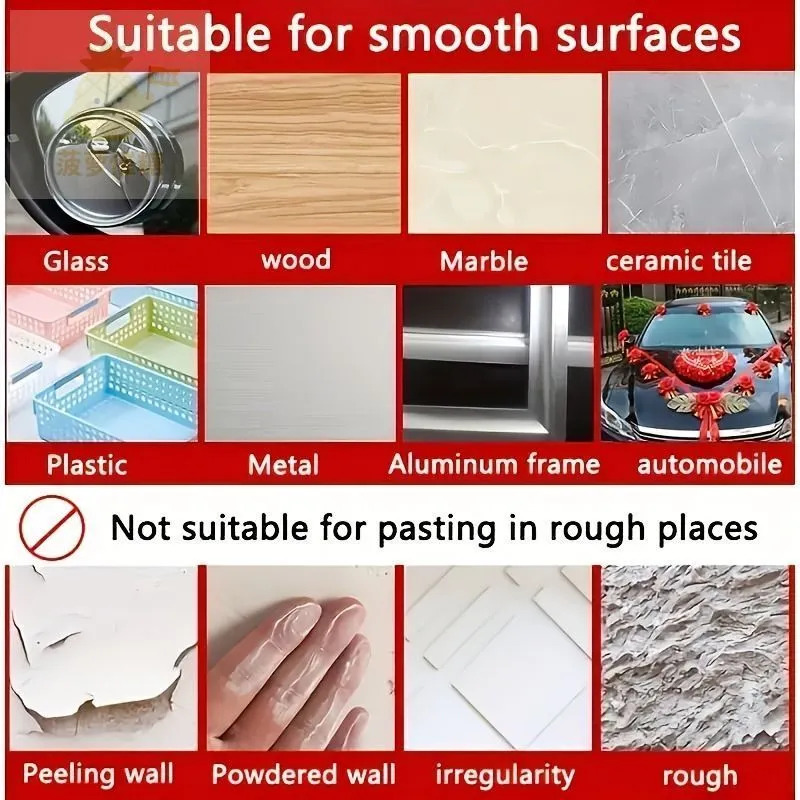 Suitable for smooth surfaces
Glass
wood
Marble
ceramic tile
Plastic
Metal
Aluminum frame
automobile
Not suitable for pasting in rough places
Peeling wall
Powdered wall
irregularity
rough